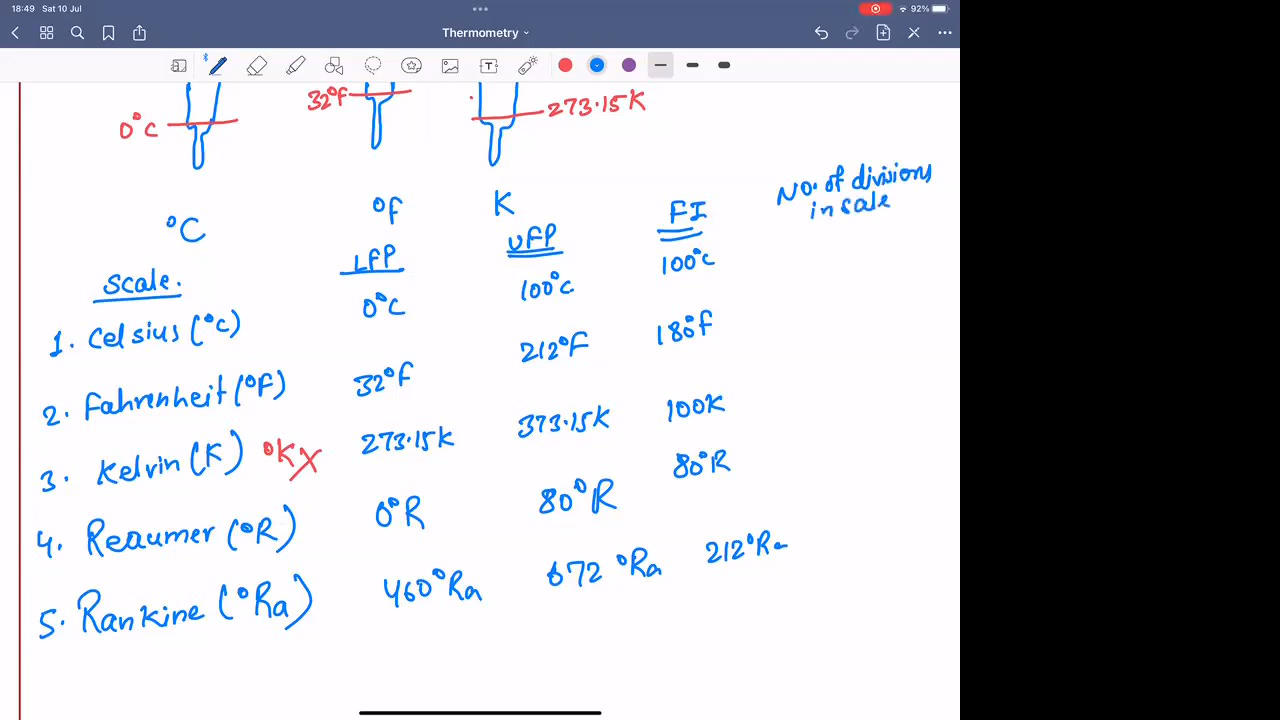 18:49 Sat 10 Jul
92%
Thermometry
0°C
32°F
273.15K
°C
°F
K
FI
No. of divisions
in sale
Scale.
LFP
UFP
1. Celsius (°C) 0°C 100°C 100°C
2. Fahrenheit (°F) 32°F 212°F 180°F
3. Kelvin (K) °K X 273.15K 373.15K 100K
4. Reaumer (°R) 0°R 80°R 80°R
5. Rankine (°Ra) 460°Ra 672°Ra 212°Ra